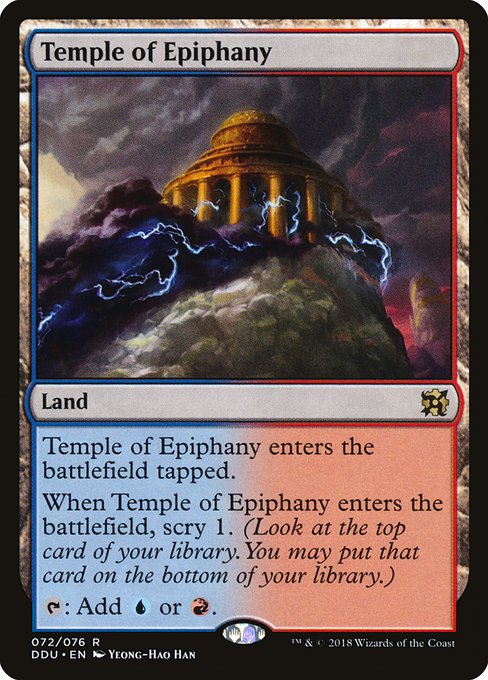 Temple of Epiphany
Land
Temple of Epiphany enters the
battlefield tapped.
When Temple of Epiphany enters the
battlefield, scry 1. (Look at the top
card of your library. You may put that
card on the bottom of your library.)
: Add or .
072/076 R
DDU • EN Yeong-Hao Han
™ & © 2018 Wizards of the Coast